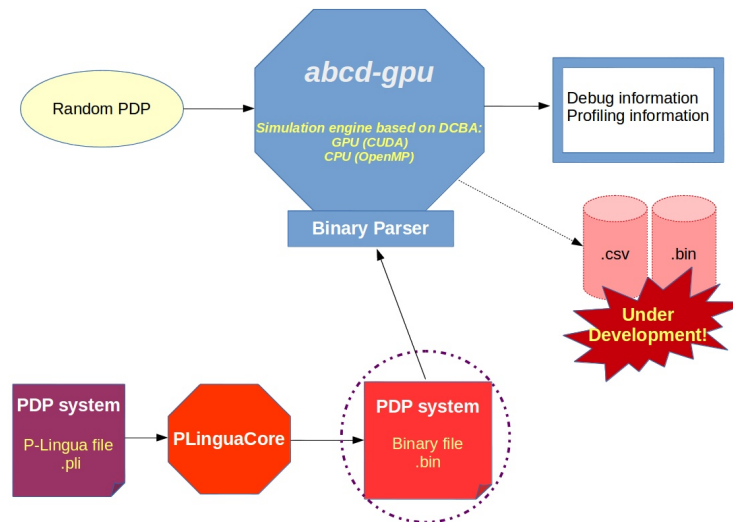 abcd-gpu
Random PDP
Simulation engine based on DCBA:
GPU (CUDA)
CPU (OpenMP)
Debug information
Profiling information
Binary Parser
.csv
.bin
Under
Development!
PDP system
P-Lingua file
.pli
PLinguaCore
PDP system
Binary file
.bin